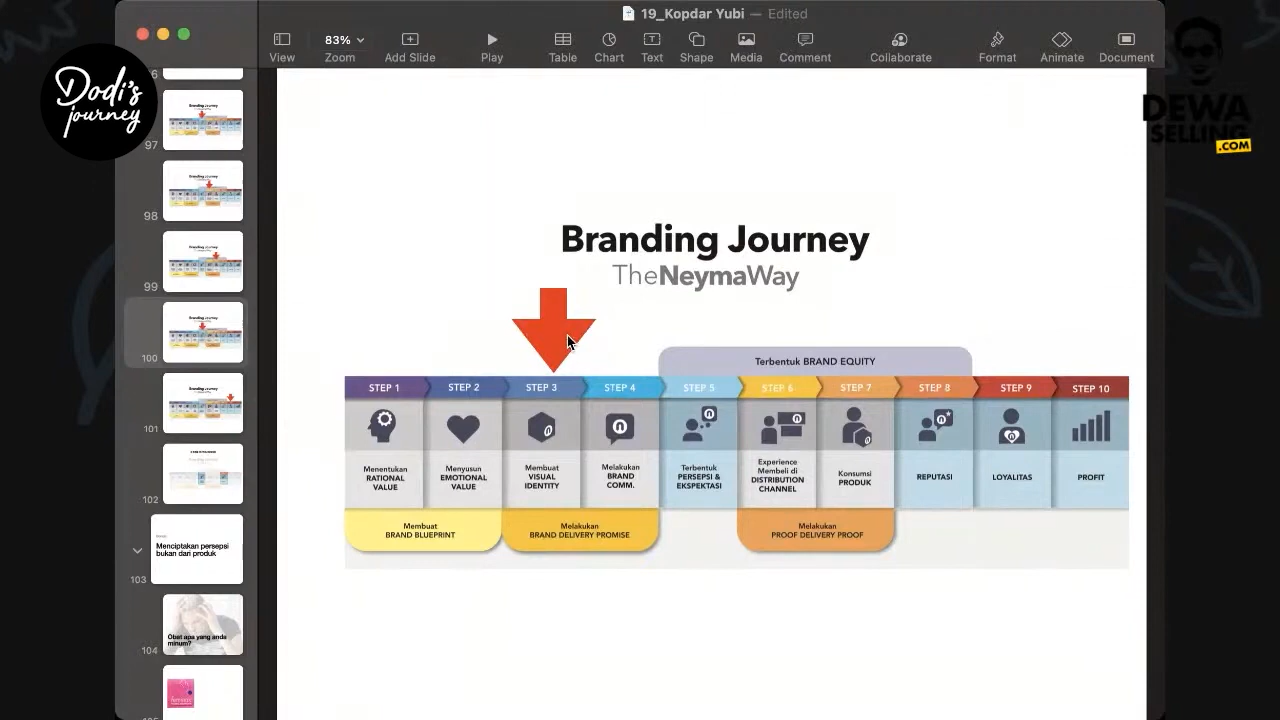 19_Kopdar Yubi — Edited
83%
View
Zoom
Add Slide
Play
Table
Chart
Text
Shape
Media
Comment
Collaborate
Format
Animate
Document
Dodi's
journey
DEWA
SELLING
.COM
97
98
99
100
101
102
103
Menciptakan persepsi
bukan dari produk
104
Obat apa yang anda
minum?
Branding Journey
TheNeymaWay
Terbentuk BRAND EQUITY
STEP 1
STEP 2
STEP 3
STEP 4
STEP 5
STEP 6
STEP 7
STEP 8
STEP 9
STEP 10
Menentukan
RATIONAL
VALUE
Menyusun
EMOTIONAL
VALUE
Membuat
VISUAL
IDENTITY
Melakukan
BRAND
COMM.
Terbentuk
PERSEPSI &
EKSPEKTASI
Experience
Membeli di
DISTRIBUTION
CHANNEL
Konsumsi
PRODUK
REPUTASI
LOYALITAS
PROFIT
Membuat
BRAND BLUEPRINT
Melakukan
BRAND DELIVERY PROMISE
Melakukan
PROOF DELIVERY PROOF